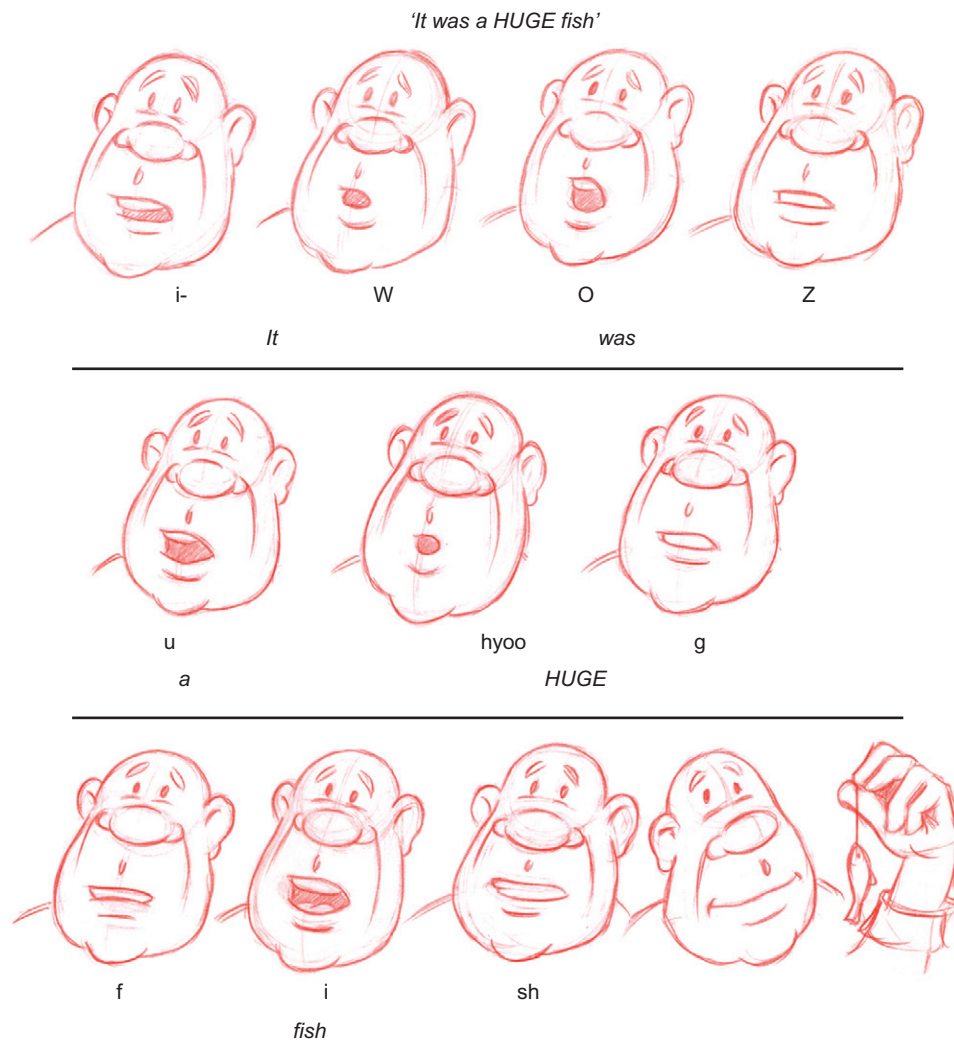 ‘It was a HUGE fish’
i- W O Z
It was
u hyoo g
a HUGE
f i sh
fish